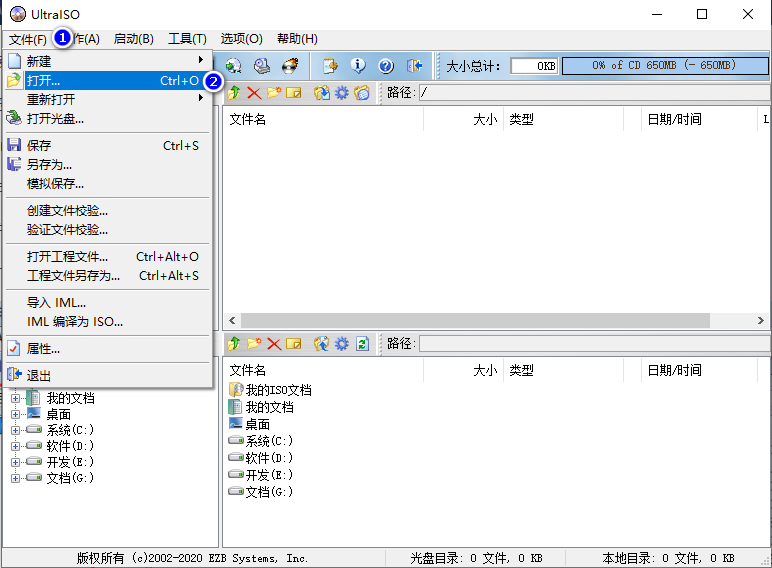 UltraISO
文件(F) 1 作(A) 启动(B) 工具(T) 选项(O) 帮助(H)
新建
打开... Ctrl+O 2
重新打开
打开光盘...
保存 Ctrl+S
另存为...
模拟保存...
创建文件校验...
验证文件校验...
打开工程文件... Ctrl+Alt+O
工程文件另存为... Ctrl+Alt+S
导入 IML...
IML 编译为 ISO...
属性...
退出
大小总计: 0KB 0% of CD 650MB (- 650MB)
路径: /
文件名 大小 类型 日期/时间 L
路径:
文件名 大小 类型 日期/时间
我的文档
桌面
系统(C:)
软件(D:)
开发(E:)
文档(G:)
我的ISO文档
我的文档
桌面
系统(C:)
软件(D:)
开发(E:)
文档(G:)
版权所有 (c)2002-2020 EZB Systems, Inc. 光盘目录: 0 文件, 0 KB 本地目录: 0 文件, 0 KB